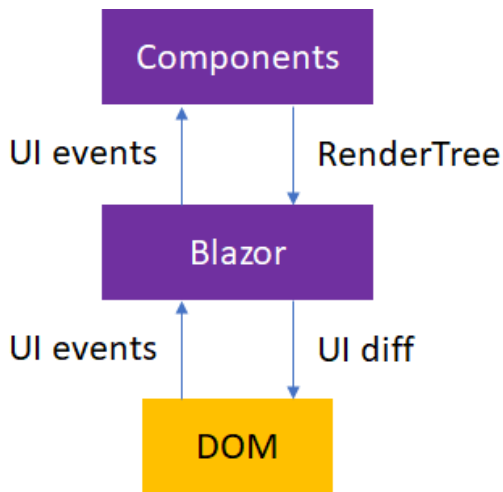 Components
UI events
RenderTree
Blazor
UI events
UI diff
DOM